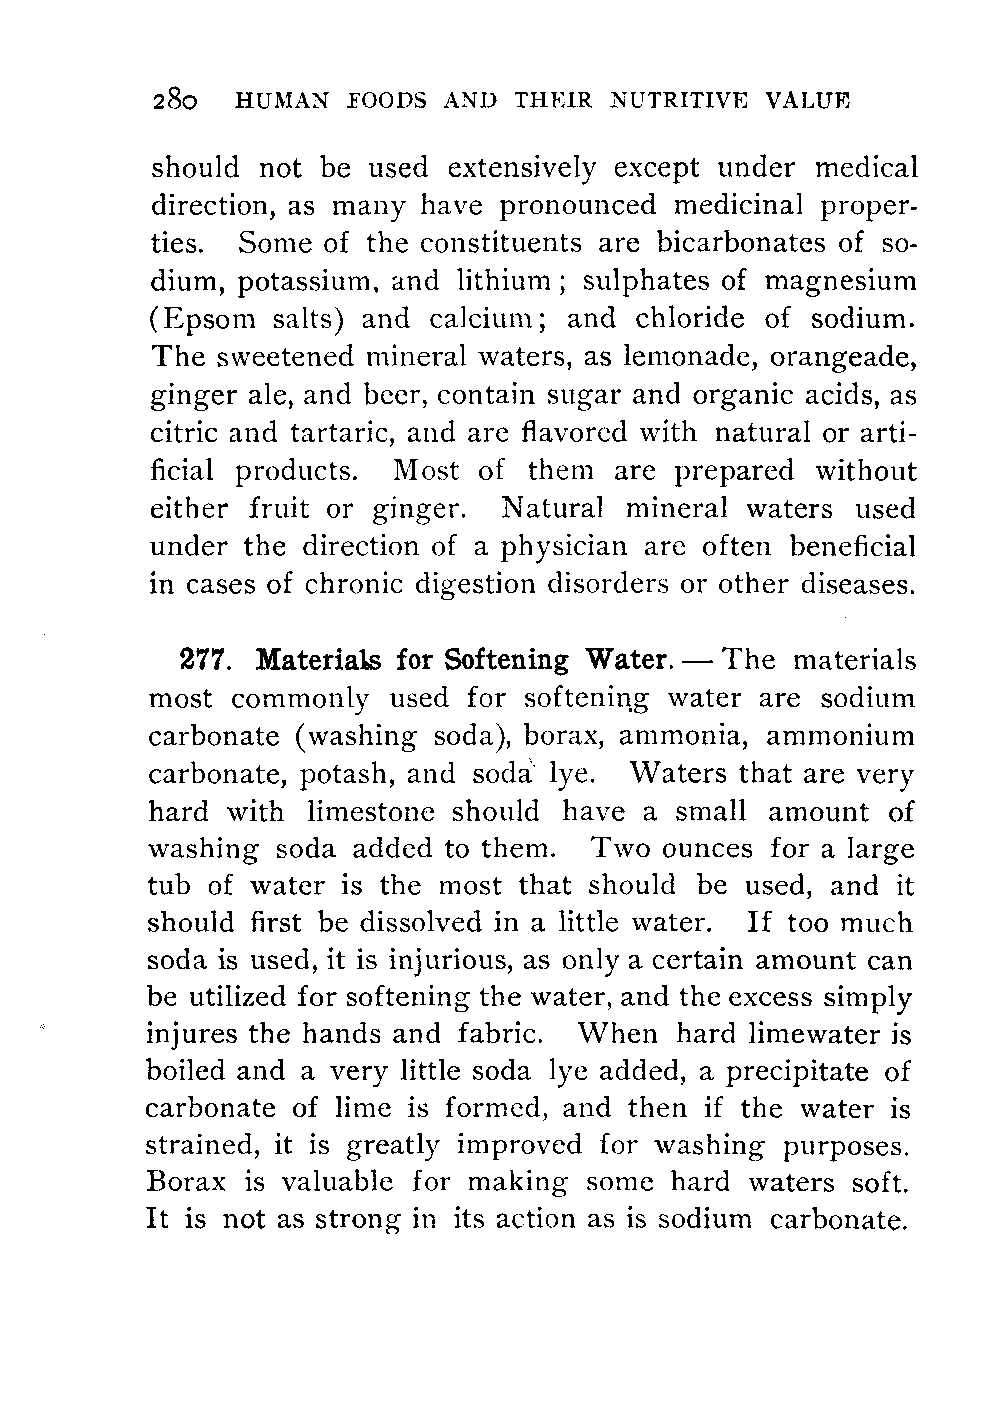 280 HUMAN FOODS AND THEIR NUTRITIVE VALUE
should not be used extensively except under medical
direction, as many have pronounced medicinal proper-
ties. Some of the constituents are bicarbonates of so-
dium, potassium, and lithium; sulphates of magnesium
(Epsom salts) and calcium; and chloride of sodium.
The sweetened mineral waters, as lemonade, orangeade,
ginger ale, and beer, contain sugar and organic acids, as
citric and tartaric, and are flavored with natural or arti-
ficial products. Most of them are prepared without
either fruit or ginger. Natural mineral waters used
under the direction of a physician are often beneficial
in cases of chronic digestion disorders or other diseases.
277. Materials for Softening Water. — The materials
most commonly used for softening water are sodium
carbonate (washing soda), borax, ammonia, ammonium
carbonate, potash, and soda lye. Waters that are very
hard with limestone should have a small amount of
washing soda added to them. Two ounces for a large
tub of water is the most that should be used, and it
should first be dissolved in a little water. If too much
soda is used, it is injurious, as only a certain amount can
be utilized for softening the water, and the excess simply
injures the hands and fabric. When hard limewater is
boiled and a very little soda lye added, a precipitate of
carbonate of lime is formed, and then if the water is
strained, it is greatly improved for washing purposes.
Borax is valuable for making some hard waters soft.
It is not as strong in its action as is sodium carbonate.